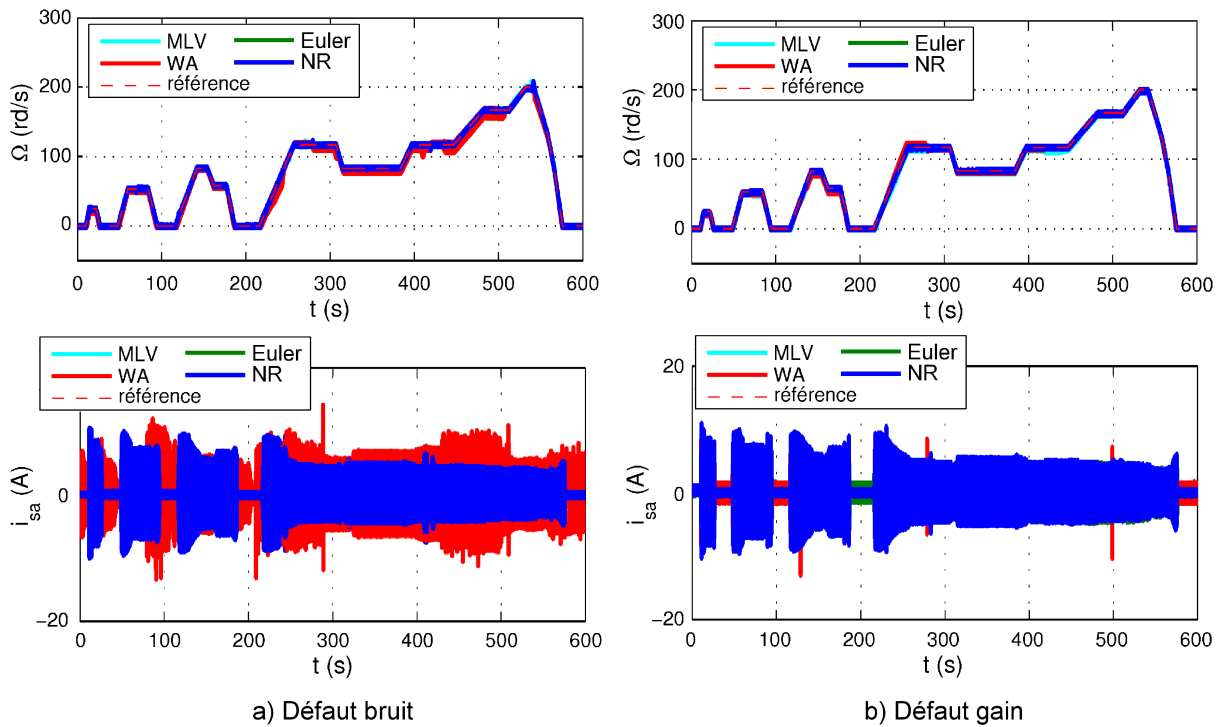 300
200
100
0
Ω (rd/s)
MLV
Euler
WA
NR
référence
0 100 200 300 400 500 600
t (s)
300
200
100
0
Ω (rd/s)
MLV
Euler
WA
NR
référence
0 100 200 300 400 500 600
t (s)
MLV
Euler
WA
NR
référence
0
−20
i_sa (A)
0 100 200 300 400 500 600
t (s)
20
MLV
Euler
WA
NR
référence
0
−20
i_sa (A)
0 100 200 300 400 500 600
t (s)
a) Défaut bruit
b) Défaut gain